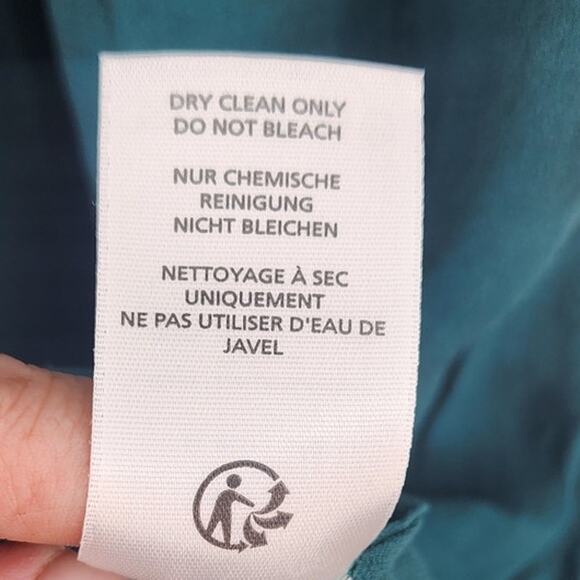 DRY CLEAN ONLY
DO NOT BLEACH
NUR CHEMISCHE
REINIGUNG
NICHT BLEICHEN
NETTOYAGE À SEC
UNIQUEMENT
NE PAS UTILISER D'EAU DE
JAVEL